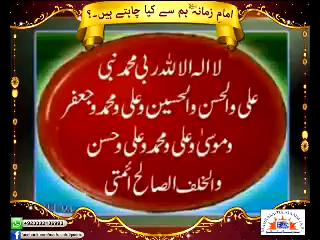 امام زمانہؑ ہم سے کیا چاہتے ہیں۔؟
لا الہ الا اللہ ربی محمد نبی
علی والحسن والحسین وعلی ومحمد وجعفر
وموسیٰ وعلی ومحمد وعلی وحسن
والخلف الصالح ائمتی